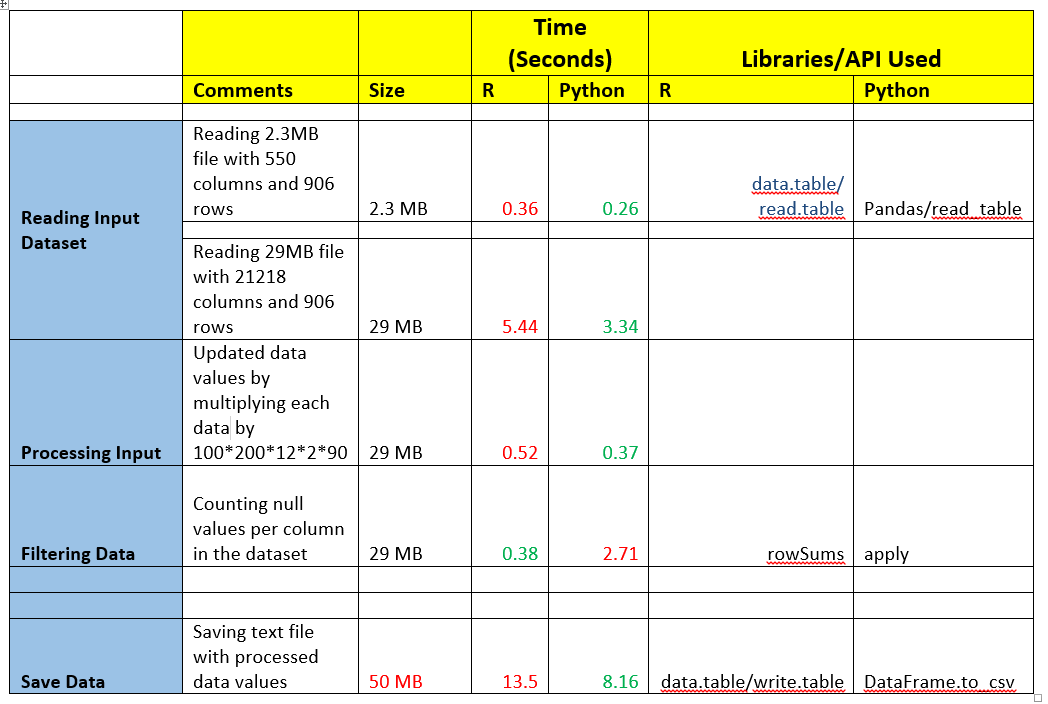 Time
(Seconds)
Libraries/API Used
Comments
Size
R
Python
R
Python
Reading Input
Dataset
Reading 2.3MB
file with 550
columns and 906
rows
2.3 MB
0.36
0.26
data.table/
read.table
Pandas/read_table
Reading 29MB file
with 21218
columns and 906
rows
29 MB
5.44
3.34
Processing Input
Updated data
values by
multiplying each
data by
100*200*12*2*90
29 MB
0.52
0.37
Filtering Data
Counting null
values per column
in the dataset
29 MB
0.38
2.71
rowSums
apply
Save Data
Saving text file
with processed
data values
50 MB
13.5
8.16
data.table/write.table
DataFrame.to_csv